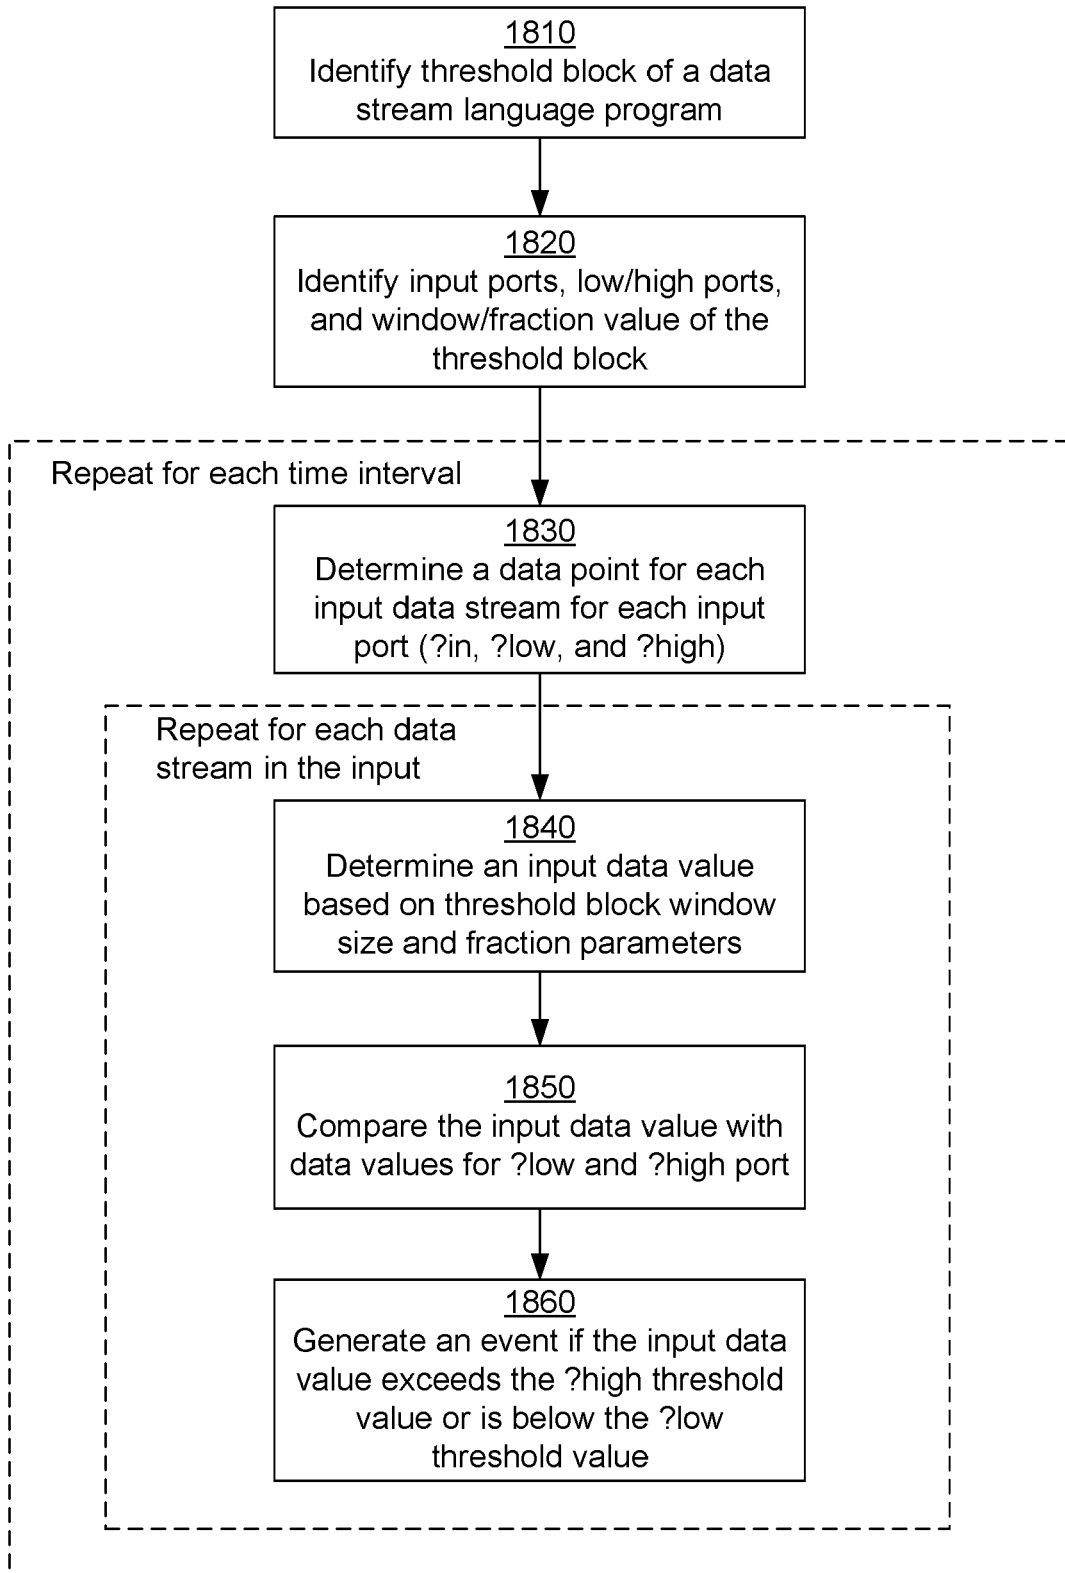 1810
Identify threshold block of a data
stream language program
1820
Identify input ports, low/high ports,
and window/fraction value of the
threshold block
Repeat for each time interval
1830
Determine a data point for each
input data stream for each input
port (?in, ?low, and ?high)
Repeat for each data
stream in the input
1840
Determine an input data value
based on threshold block window
size and fraction parameters
1850
Compare the input data value with
data values for ?low and ?high port
1860
Generate an event if the input data
value exceeds the ?high threshold
value or is below the ?low
threshold value